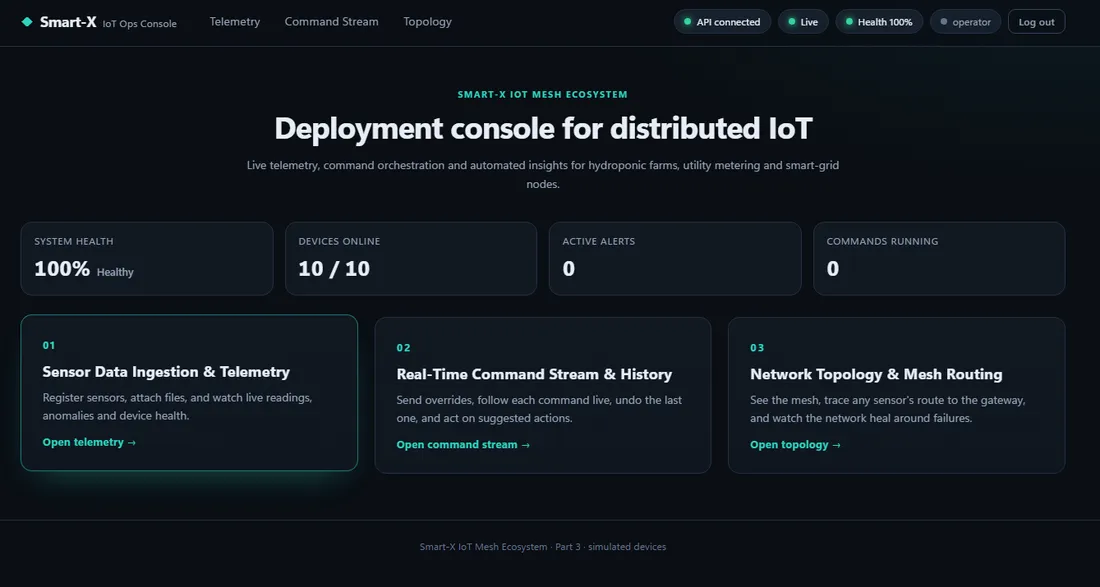 Smart-X IoT Ops Console Telemetry Command Stream Topology API connected Live Health 100% operator Log out
SMART-X IOT MESH ECOSYSTEM
Deployment console for distributed IoT
Live telemetry, command orchestration and automated insights for hydroponic farms, utility metering and smart-grid
nodes.
SYSTEM HEALTH
100% Healthy
DEVICES ONLINE
10 / 10
ACTIVE ALERTS
0
COMMANDS RUNNING
0
01
Sensor Data Ingestion & Telemetry
Register sensors, attach files, and watch live readings,
anomalies and device health.
Open telemetry →
02
Real-Time Command Stream & History
Send overrides, follow each command live, undo the last
one, and act on suggested actions.
Open command stream →
03
Network Topology & Mesh Routing
See the mesh, trace any sensor's route to the gateway,
and watch the network heal around failures.
Open topology →
Smart-X IoT Mesh Ecosystem · Part 3 · simulated devices